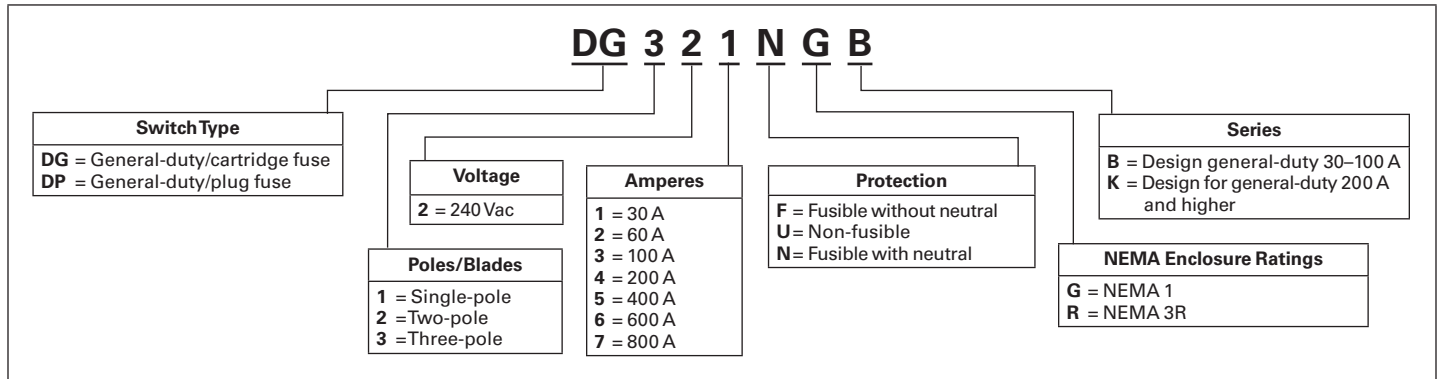 DG 3 2 1 N G B
Switch Type
DG = General-duty/cartridge fuse
DP = General-duty/plug fuse
Poles/Blades
1 = Single-pole
2 =Two-pole
3 =Three-pole
Voltage
2 = 240 Vac
Amperes
1 = 30 A
2 = 60 A
3 = 100 A
4 = 200 A
5 = 400 A
6 = 600 A
7 = 800 A
Protection
F = Fusible without neutral
U= Non-fusible
N= Fusible with neutral
NEMA Enclosure Ratings
G = NEMA 1
R = NEMA 3R
Series
B = Design general-duty 30–100 A
K = Design for general-duty 200 A
and higher